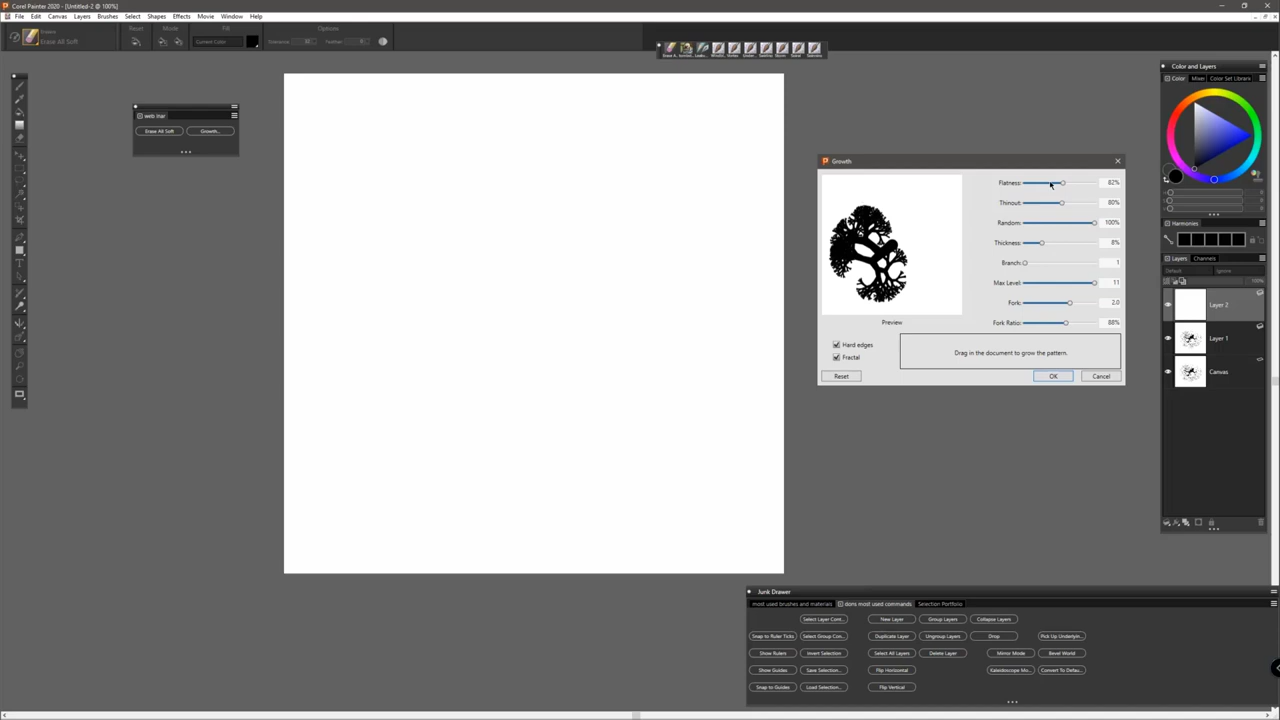 Corel Painter 2020 - [Untitled-2 @ 100%]
File Edit Canvas Layers Brushes Select Shapes Effects Movie Window Help
Erasers
Erase All Soft
Reset
Mode
Fill
Current Color
Options
Tolerance:
Feather:
web inar
Erase All Soft
Growth...
Growth
Flatness: 82%
Thinout: 80%
Random: 100%
Thickness: 8%
Branch: 1
Max Level: 11
Fork: 2.0
Fork Ratio: 88%
Preview
Hard edges
Fractal
Drag in the document to grow the pattern.
Reset
OK
Cancel
Color and Layers
Color Mixer Color Set Librari
Harmonies
Layers Channels
Default
Ignore
100%
Layer 2
Layer 1
Canvas
Junk Drawer
most used brushes and materials dons most used commands Selection Portfolio
Select Layer Cont... New Layer Group Layers Collapse Layers
Snap to Ruler Ticks Select Group Con... Duplicate Layer Ungroup Layers Drop Pick Up Underlyin...
Show Rulers Invert Selection Select All Layers Delete Layer Mirror Mode Bevel World
Show Guides Save Selection... Flip Horizontal Kaleidoscope Mo... Convert To Defau...
Snap to Guides Load Selection... Flip Vertical